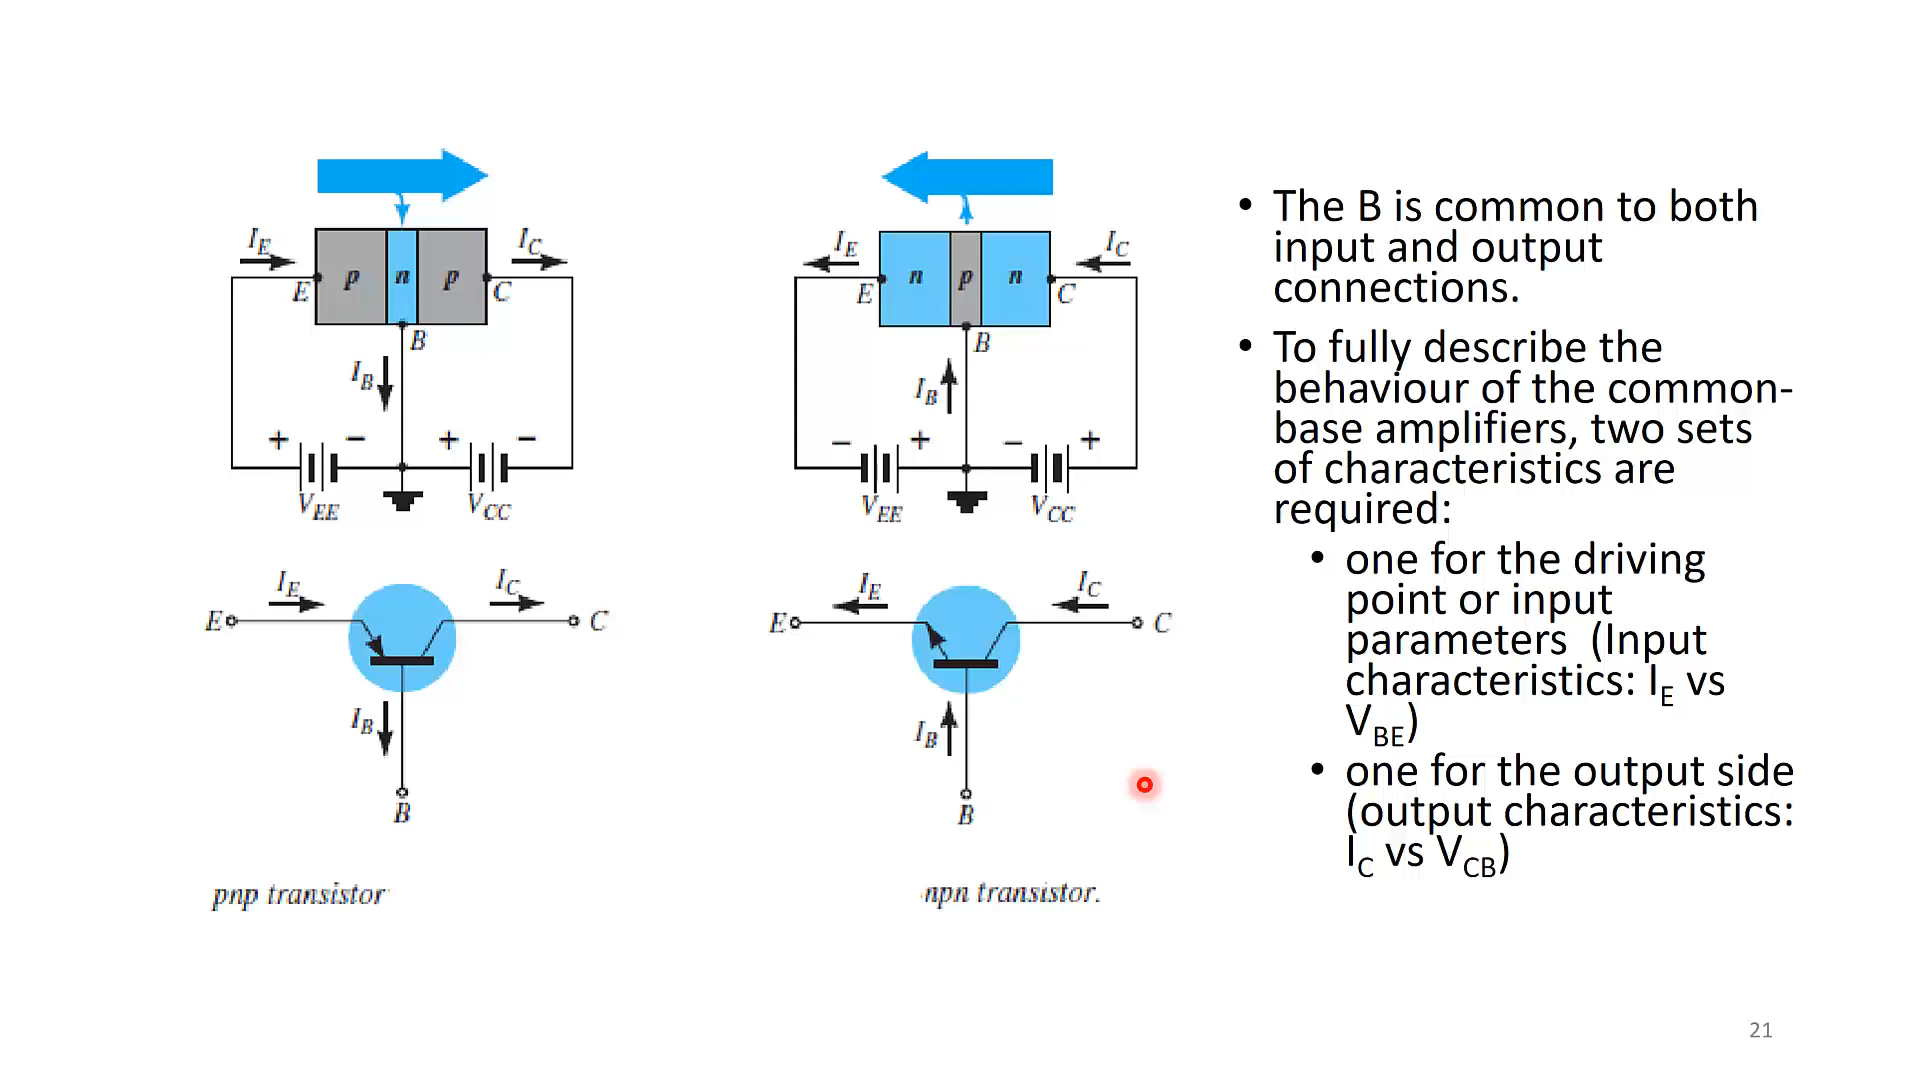 I_E
I_C
p n p
E
C
B
I_B
+ − + −
V_EE
V_CC
I_E
I_C
E
C
I_B
B
pnp transistor
I_E
I_C
n p n
E
C
B
I_B
− + − +
V_EE
V_CC
I_E
I_C
E
C
I_B
B
npn transistor.
• The B is common to both
input and output
connections.
• To fully describe the
behaviour of the common-
base amplifiers, two sets
of characteristics are
required:
• one for the driving
point or input
parameters (Input
characteristics: I_E vs
V_BE)
• one for the output side
(output characteristics:
I_C vs V_CB)
21